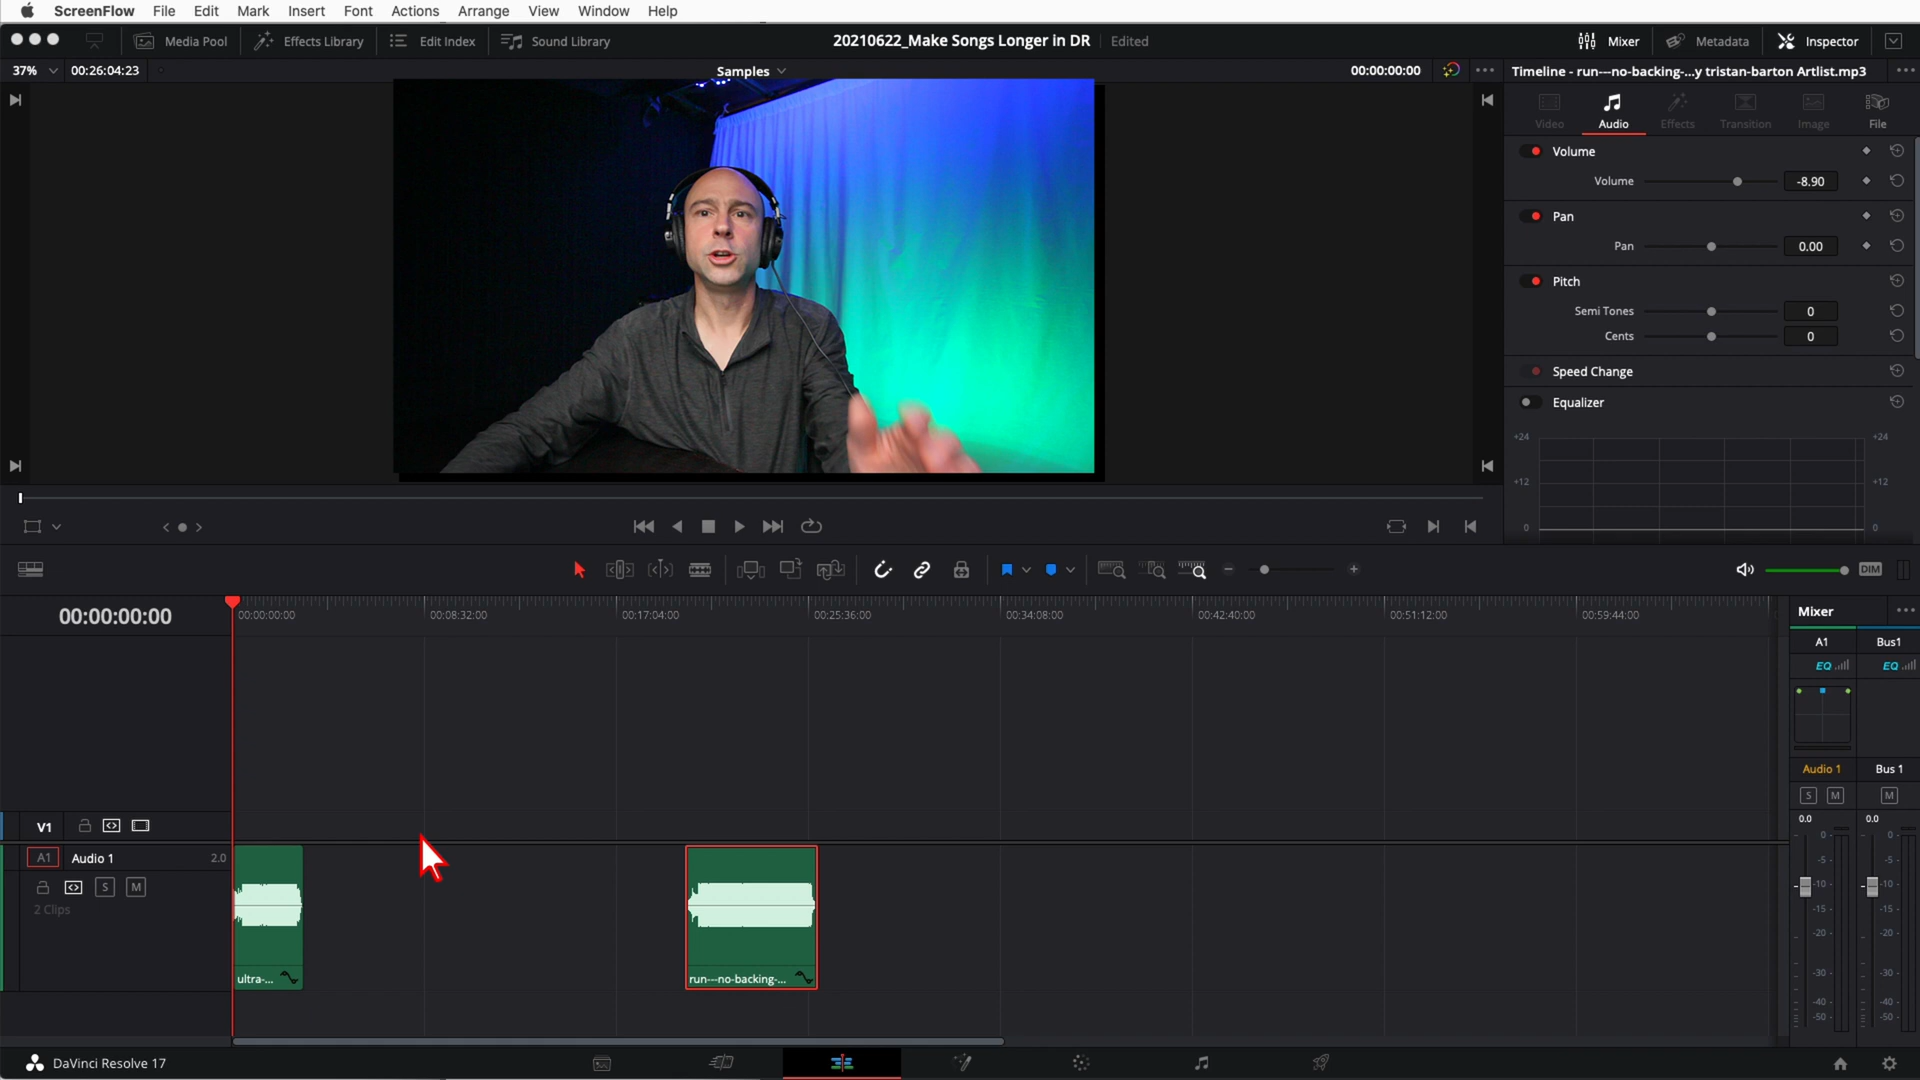 ScreenFlow File Edit Mark Insert Font Actions Arrange View Window Help
Media Pool Effects Library Edit Index Sound Library 20210622_Make Songs Longer in DR Edited Mixer Metadata Inspector
37% 00:26:04:23 Samples 00:00:00:00 Timeline - run---no-backing-...y tristan-barton Artlist.mp3
Video Audio Effects Transition Image File
Volume
Volume -8.90
Pan
Pan 0.00
Pitch
Semi Tones 0
Cents 0
Speed Change
Equalizer
+24 +24
+12 +12
0 0
DIM
00:00:00:00 00:00:00:00 00:08:32:00 00:17:04:00 00:25:36:00 00:34:08:00 00:42:40:00 00:51:12:00 00:59:44:00 Mixer
A1 Bus1
EQ EQ
Audio 1 Bus 1
S M M
0.0 0.0
V1
A1 Audio 1 2.0
S M
2 Clips
ultra-... run---no-backing-...
0 0
-5 -5
-10 -10
-15 -15
-20 -20
-30 -30
-40 -40
-50 -50
DaVinci Resolve 17